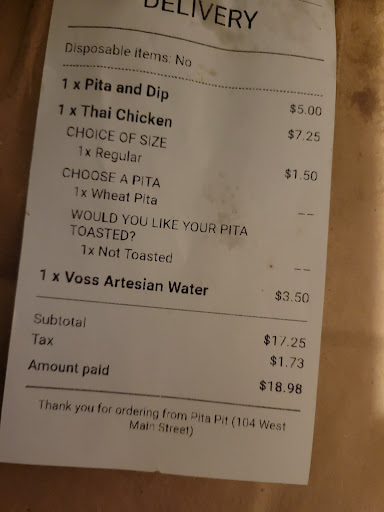 DELIVERY
Disposable items: No
1 x Pita and Dip $5.00
1 x Thai Chicken $7.25
CHOICE OF SIZE
1x Regular $1.50
CHOOSE A PITA
1x Wheat Pita --
WOULD YOU LIKE YOUR PITA
TOASTED?
1x Not Toasted --
1 x Voss Artesian Water $3.50
Subtotal $17.25
Tax $1.73
Amount paid $18.98
Thank you for ordering from Pita Pit (104 West
Main Street)